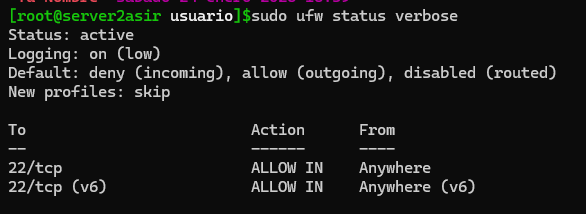 [root@server2asir usuario]$sudo ufw status verbose
Status: active
Logging: on (low)
Default: deny (incoming), allow (outgoing), disabled (routed)
New profiles: skip
To                         Action      From
--                         ------      ----
22/tcp                     ALLOW IN    Anywhere
22/tcp (v6)                ALLOW IN    Anywhere (v6)